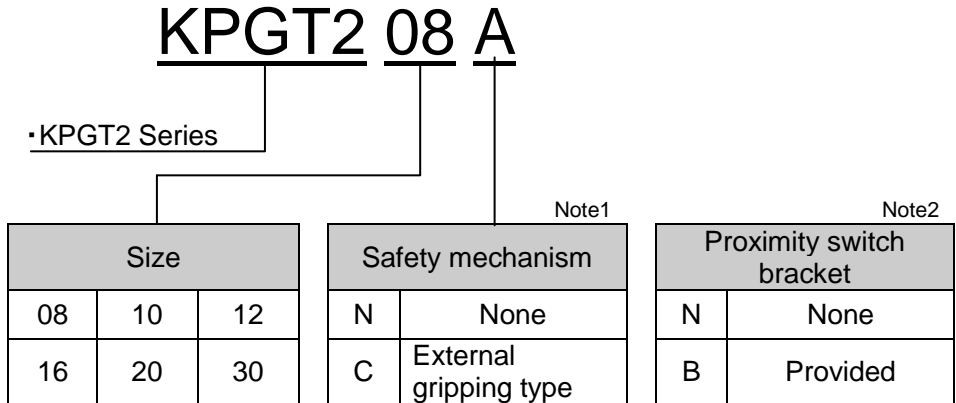 KPGT2 08 A
▪KPGT2 Series
Note1
Note2
Size
Safety mechanism
Proximity switch
bracket
08 10 12
N None
N None
16 20 30
C External
gripping type
B Provided